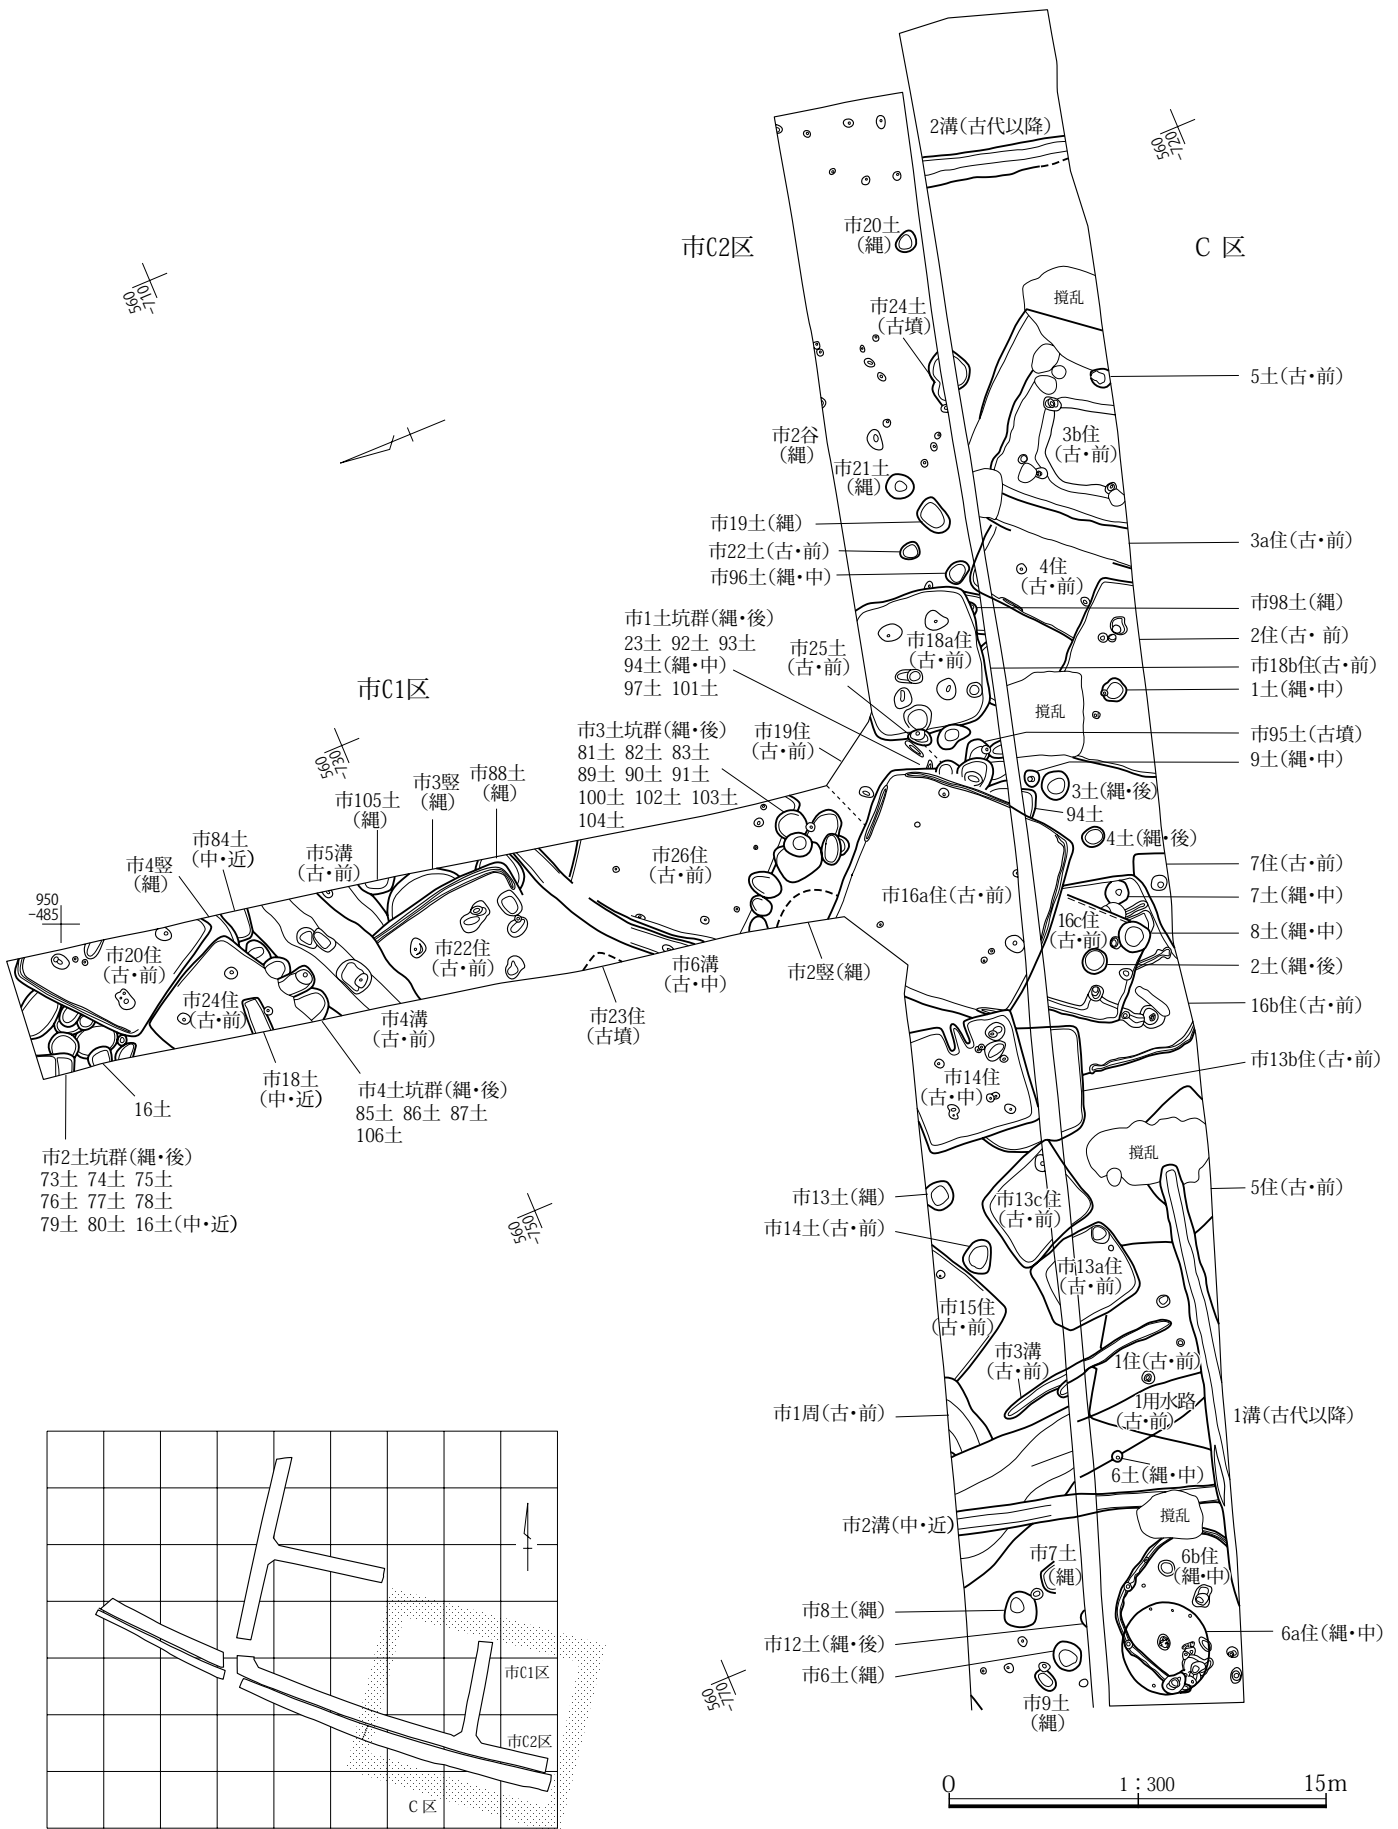 2溝(古代以降)
560
-720
市20土
(縄)
市C2区
C 区
560
-710
撹乱
市24土
(古墳)
5土(古・前)
市2谷
(縄)
3b住
(古・前)
市21土
(縄)
市19土(縄)
市22土(古・前)
市96土(縄・中)
3a住(古・前)
4住
(古・前)
市98土(縄)
2住(古・前)
市18b住(古・前)
1土(縄・中)
市1土坑群(縄・後)
23土 92土 93土
94土(縄・中)
97土 101土
市25土
(古・前)
市18a住
(古・前)
撹乱
市C1区
560
-730
市3土坑群(縄・後)
81土 82土 83土
89土 90土 91土
100土 102土 103土
104土
市19住
(古・前)
市95土(古墳)
9土(縄・中)
3土(縄・後)
94土
4土(縄・後)
市88土
(縄)
市3竪
(縄)
市105土
(縄)
市84土
(中・近)
市5溝
(古・前)
市4竪
(縄)
市26住
(古・前)
7住(古・前)
7土(縄・中)
8土(縄・中)
2土(縄・後)
16b住(古・前)
市16a住(古・前)
16c住
(古・前)
950
-485
市20住
(古・前)
市24住
(古・前)
市22住
(古・前)
市6溝
(古・中)
市2竪(縄)
市23住
(古墳)
市4溝
(古・前)
市18土
(中・近)
市4土坑群(縄・後)
85土 86土 87土
106土
16土
市2土坑群(縄・後)
73土 74土 75土
76土 77土 78土
79土 80土 16土(中・近)
市13b住(古・前)
市14住
(古・中)
撹乱
5住(古・前)
市13土(縄)
市14土(古・前)
市13c住
(古・前)
560
-750
市13a住
(古・前)
市15住
(古・前)
市3溝
(古・前)
1住(古・前)
市1周(古・前)
1用水路
(古・前)
1溝(古代以降)
6土(縄・中)
撹乱
市2溝(中・近)
市7土
(縄)
6b住
(縄・中)
市8土(縄)
市12土(縄・後)
市6土(縄)
6a住(縄・中)
560
-770
市9土
(縄)
市C1区
市C2区
C 区
0
1：300
15m